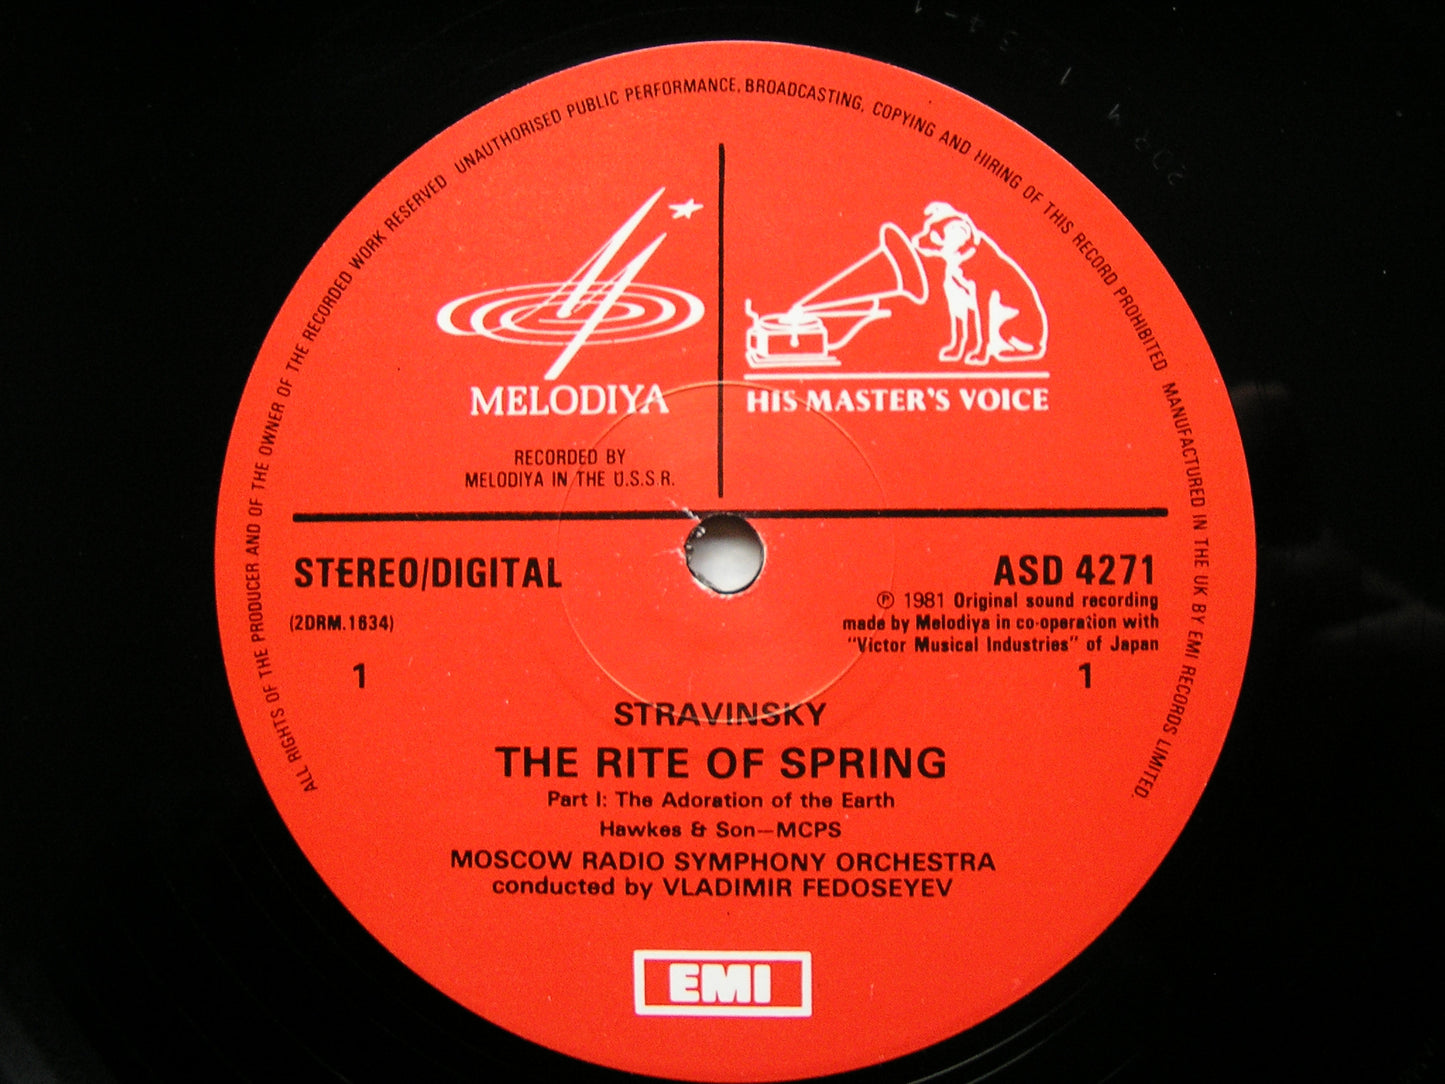 ALL RIGHTS OF THE PRODUCER AND OF THE OWNER OF THE RECORDED WORK RESERVED UNAUTHORISED PUBLIC PERFORMANCE, BROADCASTING, COPYING AND HIRING OF THIS RECORD PROHIBITED MANUFACTURED IN THE UK BY EMI RECORDS LIMITED.
MELODIYA
HIS MASTER'S VOICE
RECORDED BY
MELODIYA IN THE U.S.S.R.
STEREO/DIGITAL
ASD 4271
(2DRM.1634)
℗ 1981 Original sound recording
made by Melodiya in co-operation with
"Victor Musical Industries" of Japan
1
1
STRAVINSKY
THE RITE OF SPRING
Part I: The Adoration of the Earth
Hawkes & Son—MCPS
MOSCOW RADIO SYMPHONY ORCHESTRA
conducted by VLADIMIR FEDOSEYEV
EMI